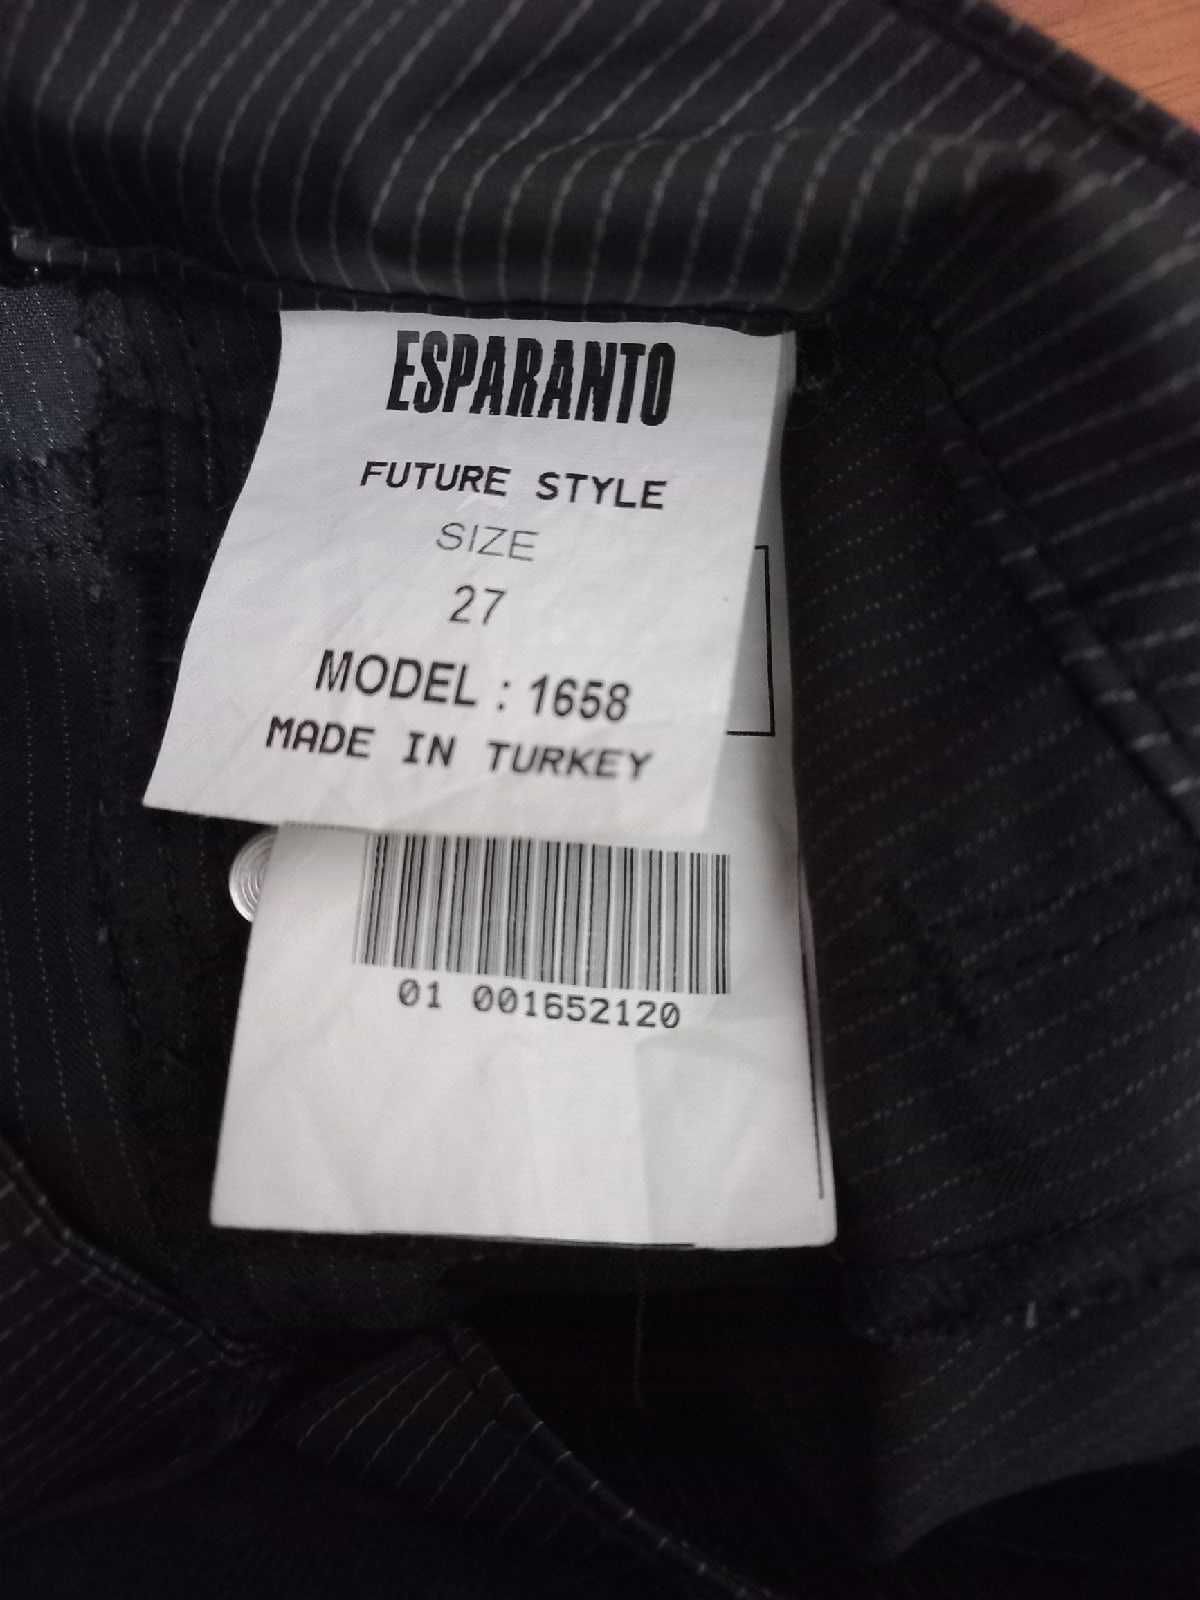 ESPARANTO
FUTURE STYLE
SIZE
27
MODEL : 1658
MADE IN TURKEY
01 001652120